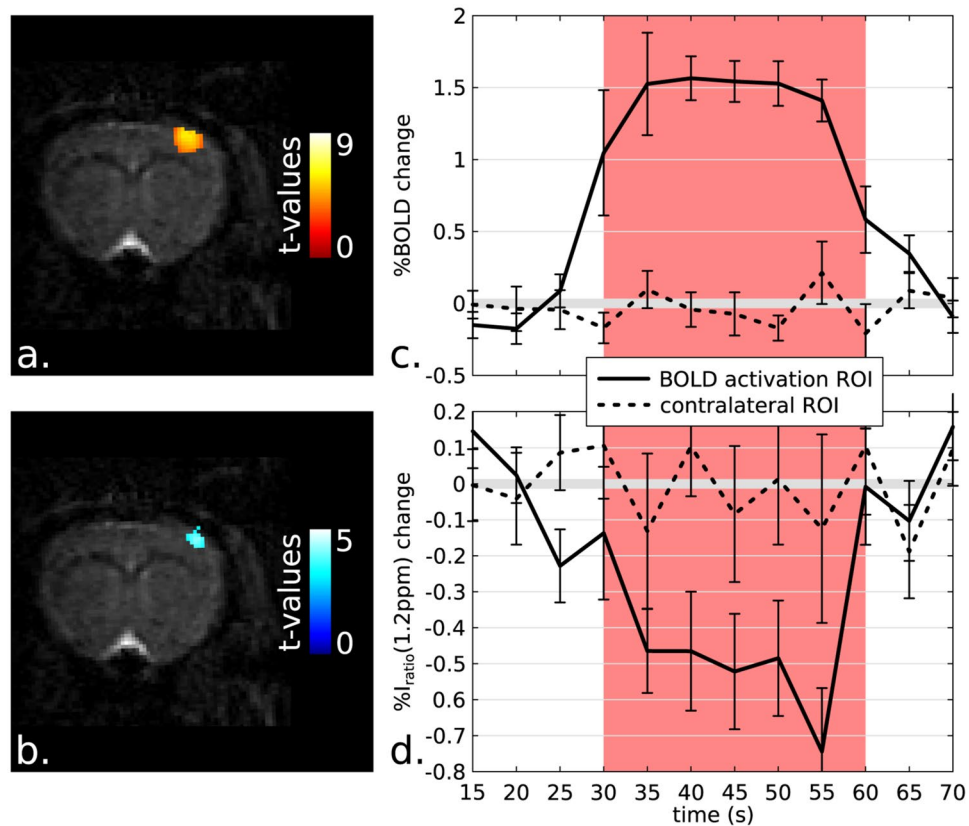 a.
t-values
9
0
b.
t-values
5
0
c.
%BOLD change
2
1.5
1
0.5
0
-0.5
BOLD activation ROI
contralateral ROI
d.
%Iratio(1.2ppm) change
0.2
0.1
0
-0.1
-0.2
-0.3
-0.4
-0.5
-0.6
-0.7
-0.8
15 20 25 30 35 40 45 50 55 60 65 70
time (s)